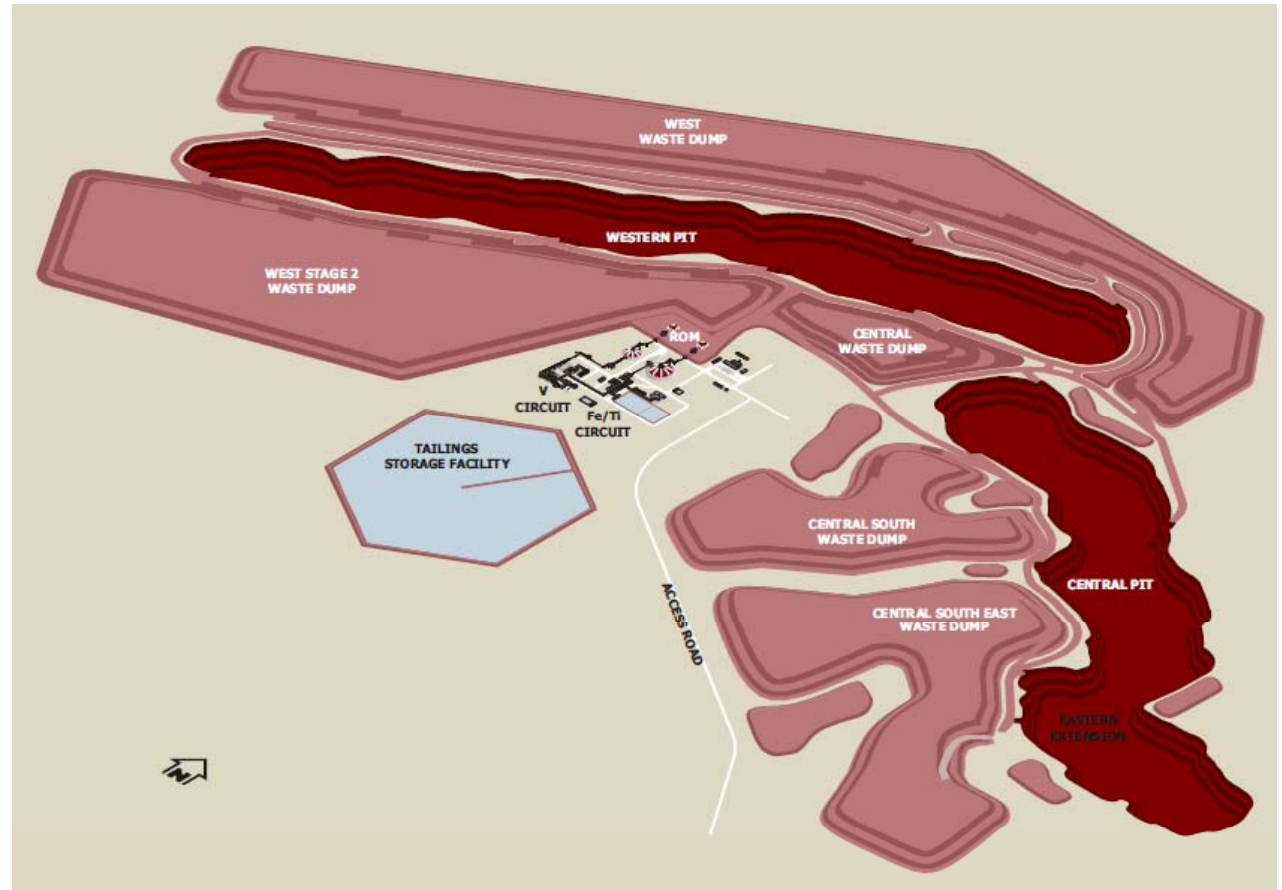 WEST
WASTE DUMP
WESTERN PIT
WEST STAGE 2
WASTE DUMP
ROM
CENTRAL
WASTE DUMP
V
CIRCUIT
Fe/Ti
CIRCUIT
TAILINGS
STORAGE FACILITY
CENTRAL SOUTH
WASTE DUMP
CENTRAL PIT
ACCESS ROAD
CENTRAL SOUTH EAST
WASTE DUMP
EASTERN
EXTENSION
N